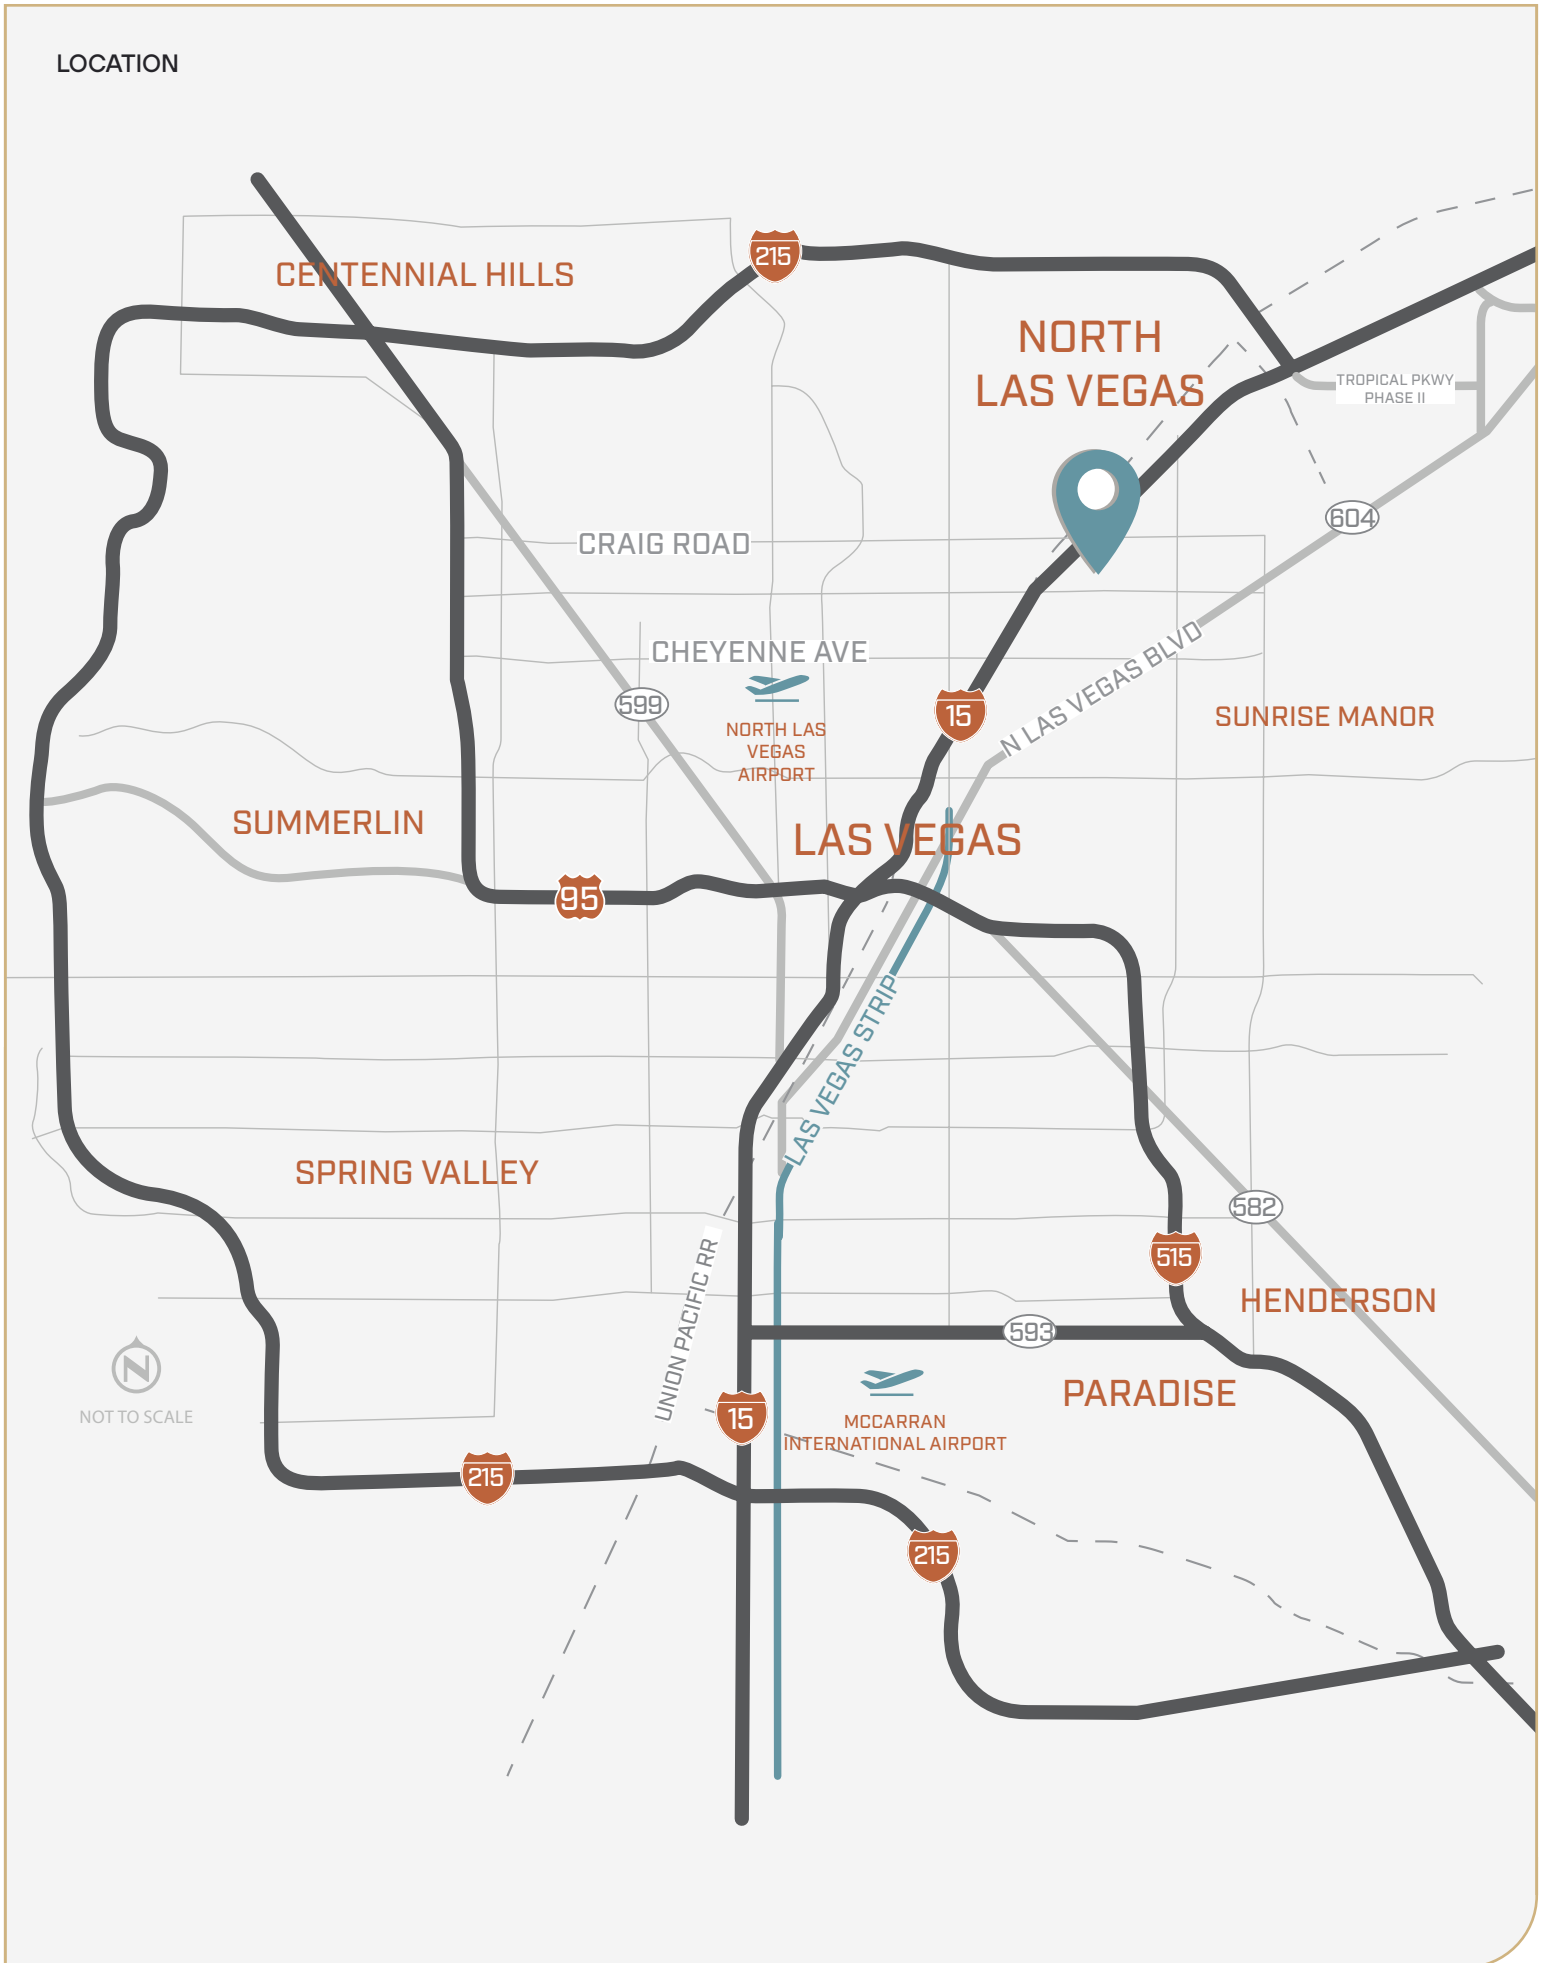 LOCATION
215
CENTENNIAL HILLS
NORTH
LAS VEGAS
TROPICAL PKWY
PHASE II
604
CRAIG ROAD
CHEYENNE AVE
N LAS VEGAS BLVD
599
15
NORTH LAS
VEGAS
AIRPORT
SUNRISE MANOR
SUMMERLIN
LAS VEGAS
95
LAS VEGAS STRIP
SPRING VALLEY
582
515
UNION PACIFIC RR
HENDERSON
593
N
NOT TO SCALE
PARADISE
15
MCCARRAN
INTERNATIONAL AIRPORT
215
215